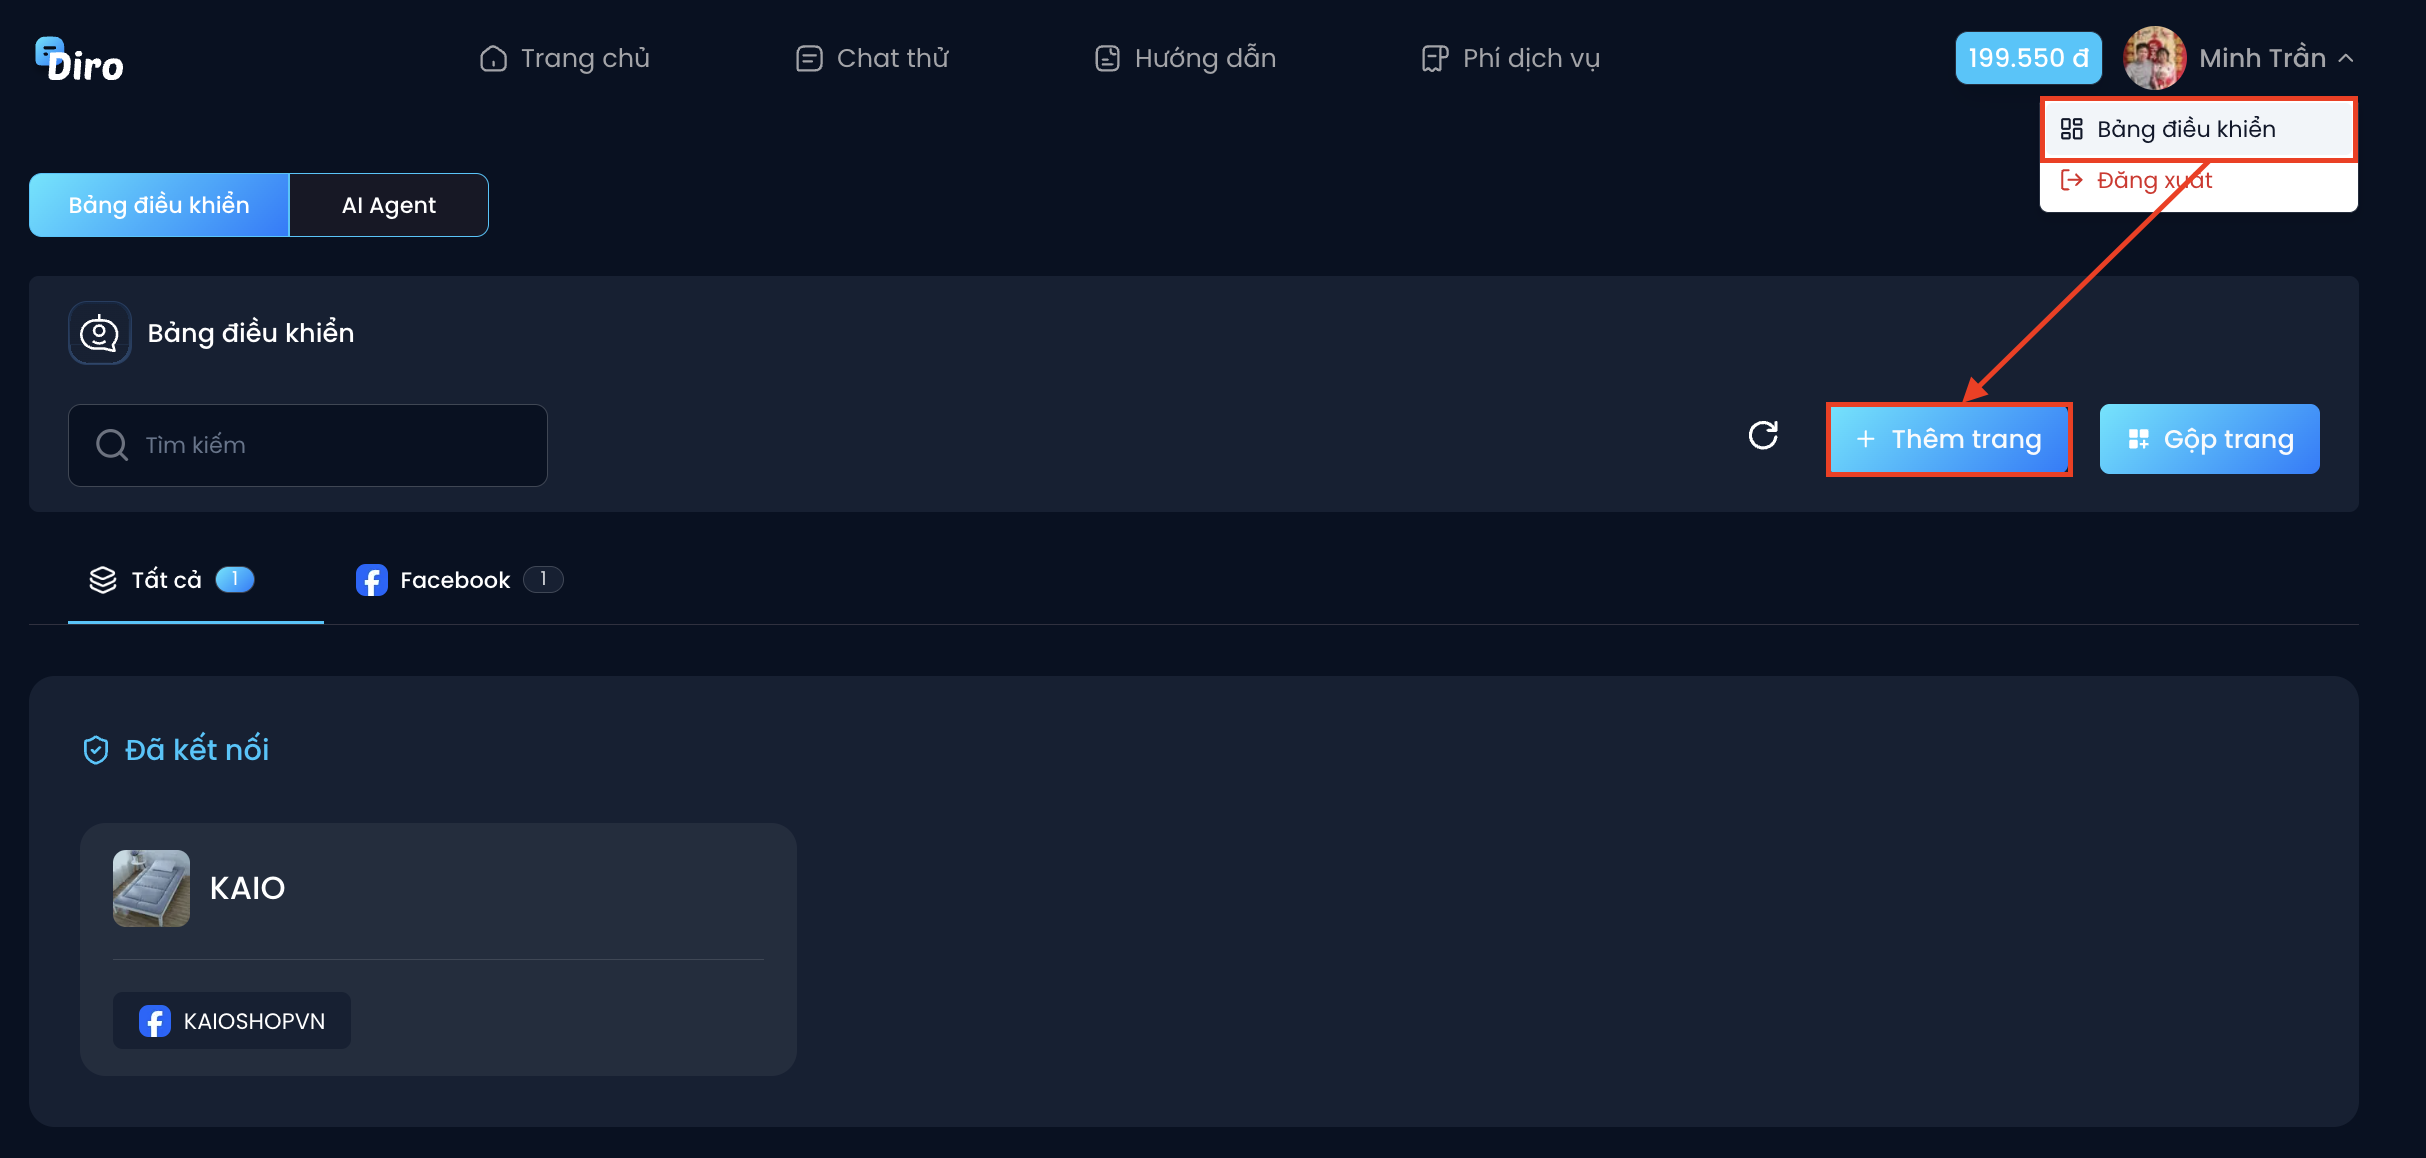 Diro
Trang chủ
Chat thử
Hướng dẫn
Phí dịch vụ
199.550 đ
Minh Trần
Bảng điều khiển
Đăng xuất
Bảng điều khiển
AI Agent
Bảng điều khiển
Tìm kiếm
Thêm trang
Gộp trang
Tất cả 1
Facebook 1
Đã kết nối
KAIO
KAIOSHOPVN